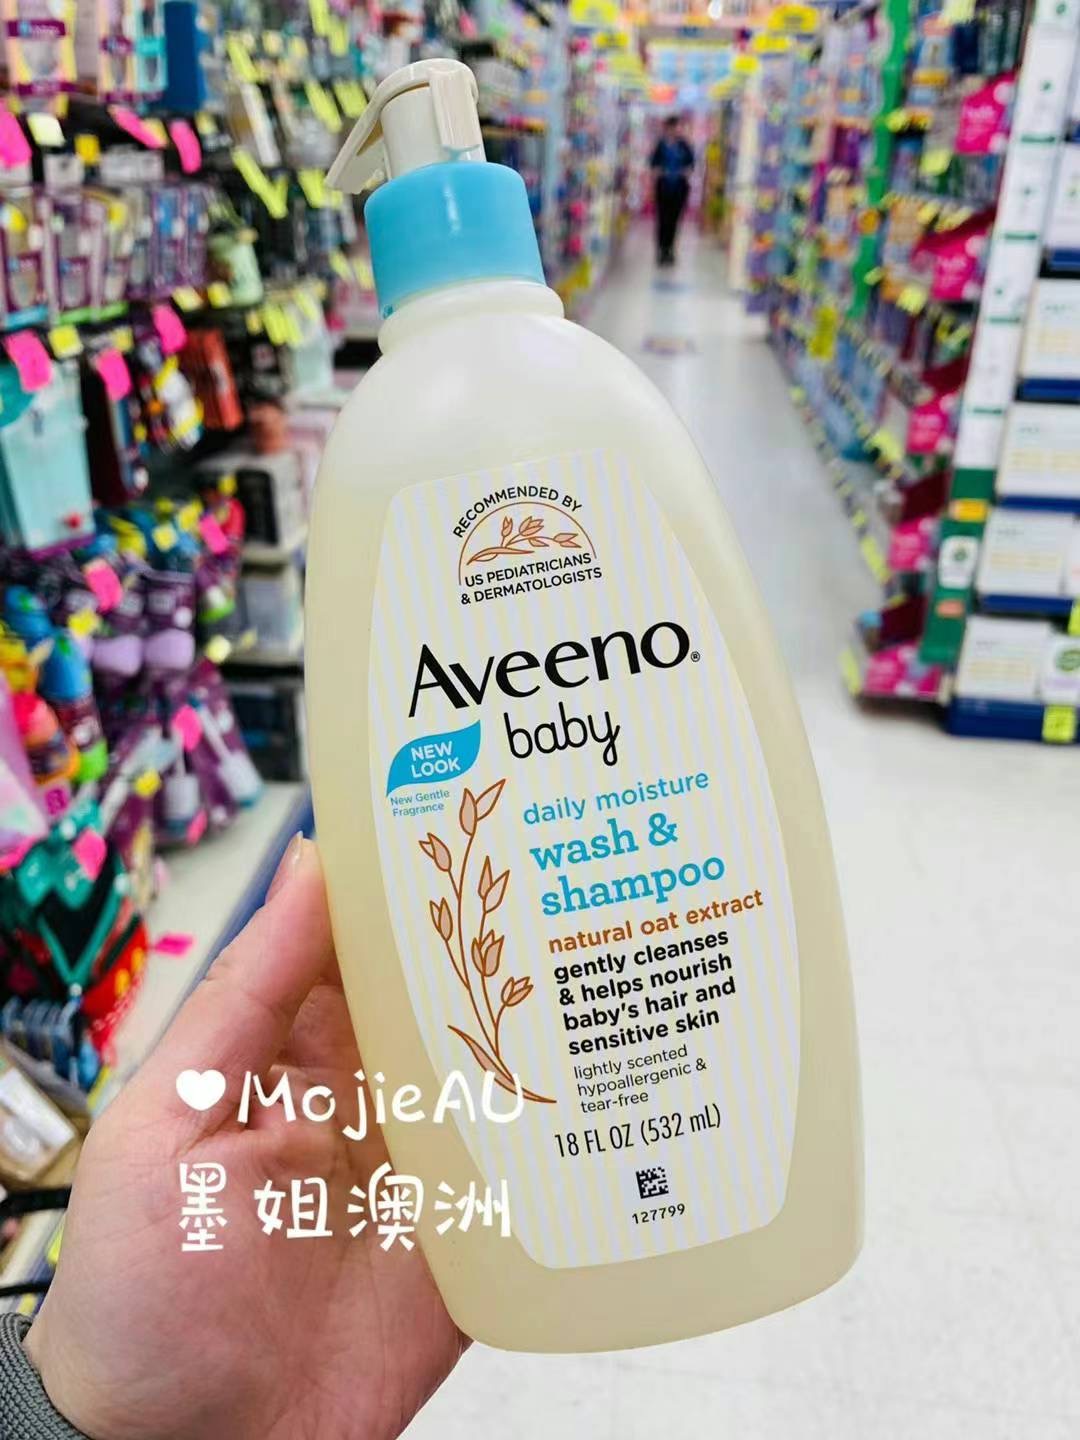 RECOMMENDED BY
US PEDIATRICIANS
& DERMATOLOGISTS
Aveeno®
baby
NEW
LOOK
New Gentle
Fragrance
daily moisture
wash &
shampoo
natural oat extract
gently cleanses
& helps nourish
baby's hair and
sensitive skin
lightly scented
hypoallergenic &
tear-free
18 FL OZ (532 mL)
127799
♥MojieAU
墨姐澳洲